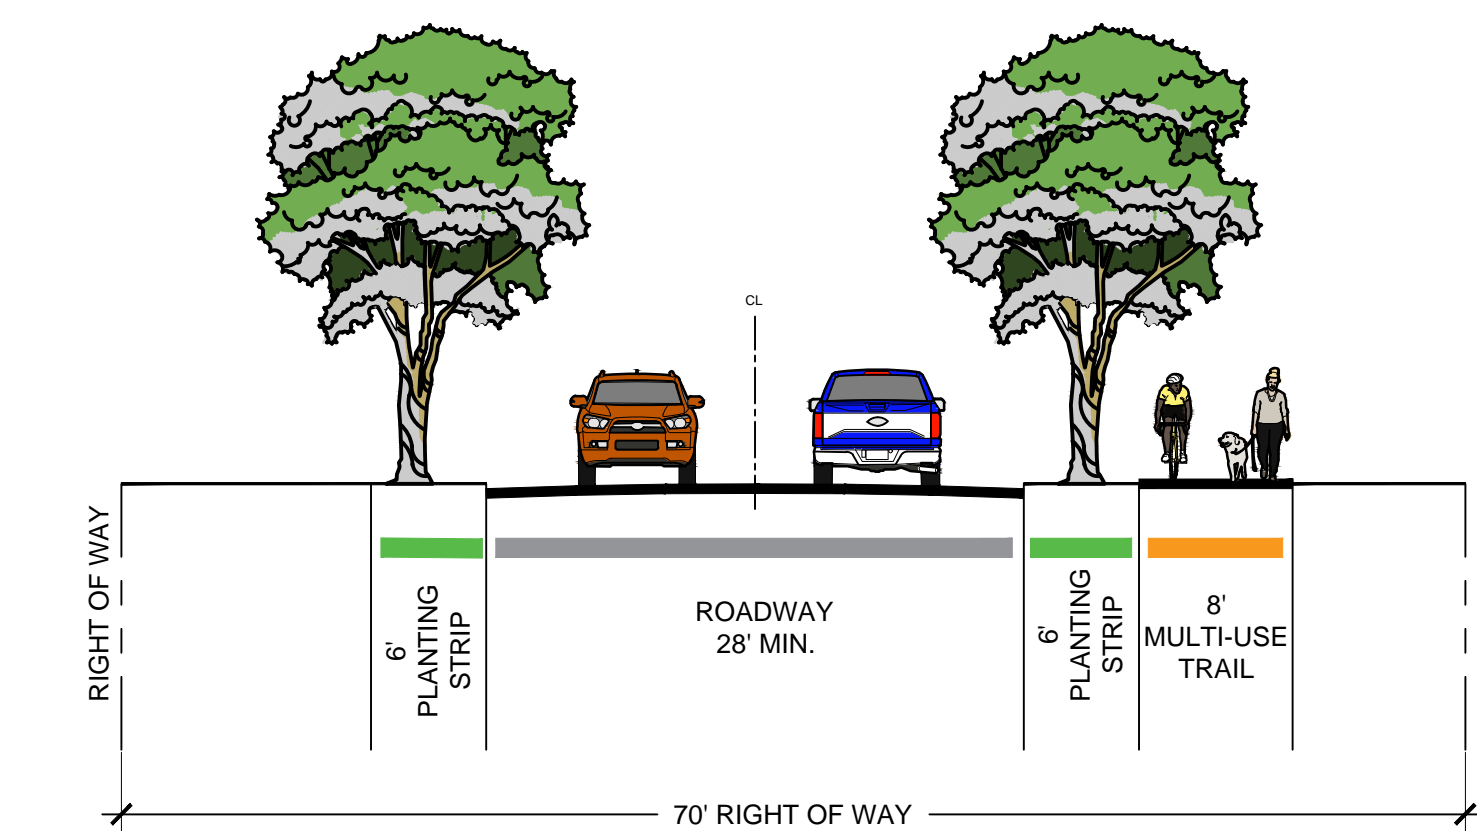 CL
RIGHT OF WAY
6'
PLANTING
STRIP
ROADWAY
28' MIN.
6'
PLANTING
STRIP
8'
MULTI-USE
TRAIL
70' RIGHT OF WAY